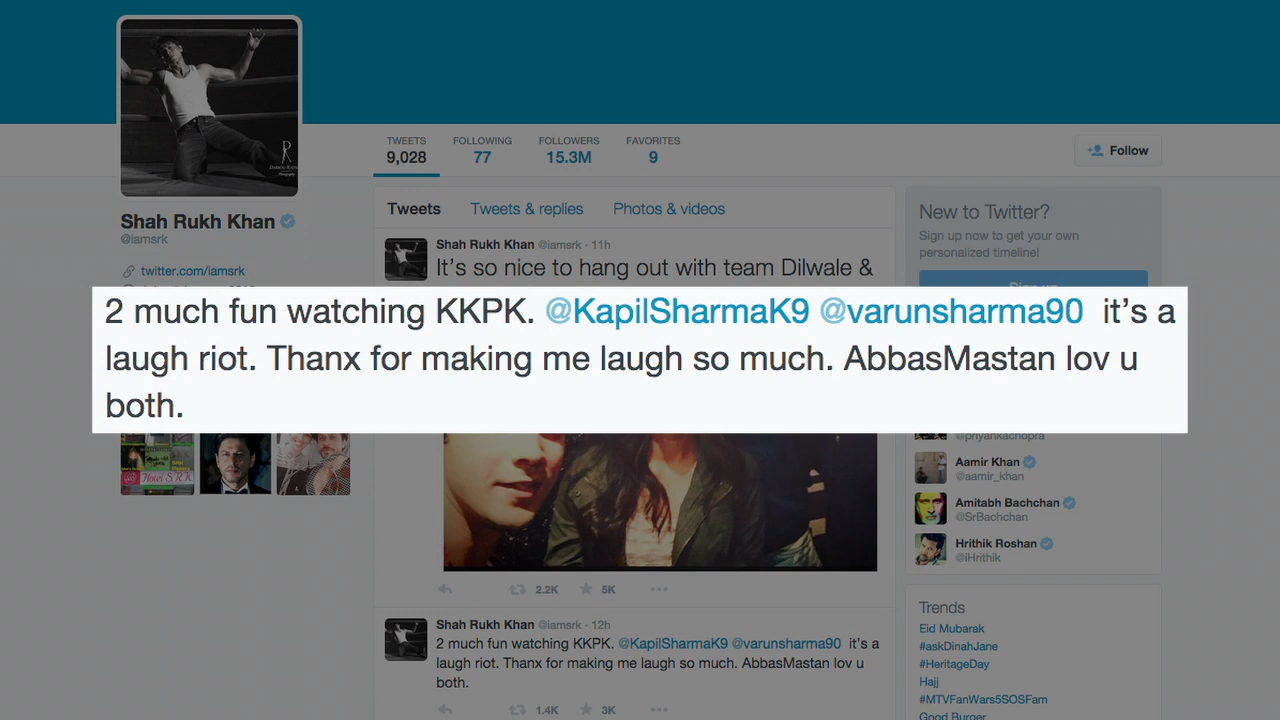 TWEETS
9,028
FOLLOWING
77
FOLLOWERS
15.3M
FAVORITES
9
Follow
Shah Rukh Khan
@iamsrk
twitter.com/iamsrk
Tweets
Tweets & replies
Photos & videos
Shah Rukh Khan @iamsrk · 11h
It's so nice to hang out with team Dilwale &
New to Twitter?
Sign up now to get your own
personalized timeline!
2 much fun watching KKPK. @KapilSharmaK9 @varunsharma90 it's a
laugh riot. Thanx for making me laugh so much. AbbasMastan lov u
both.
Hotel SRK
2.2K
5K
Shah Rukh Khan @iamsrk · 12h
2 much fun watching KKPK. @KapilSharmaK9 @varunsharma90 it's a
laugh riot. Thanx for making me laugh so much. AbbasMastan lov u
both.
1.4K
3K
@priyankachopra
Aamir Khan
@aamir_khan
Amitabh Bachchan
@SrBachchan
Hrithik Roshan
@iHrithik
Trends
Eid Mubarak
#askDinahJane
#HeritageDay
Hajj
#MTVFanWars5SOSFam
Good Burger